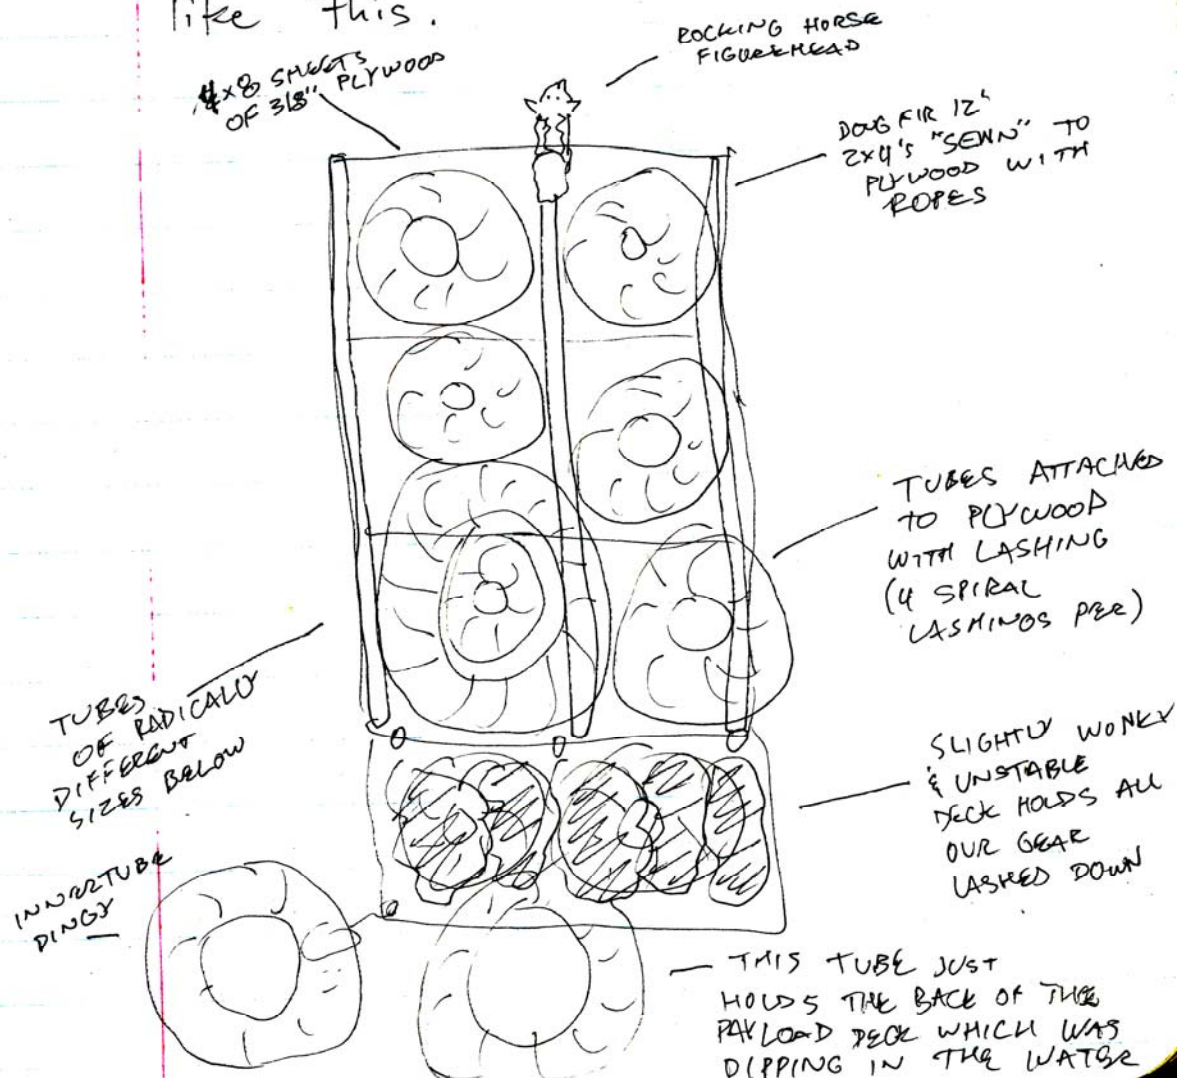 like this.
ROCKING HORSE
FIGUREHEAD
4x8 SHEETS
OF 3/8" PLYWOOD
DOUG FIR 12'
2x4's "SEWN" TO
PLYWOOD WITH
ROPES
TUBES ATTACHED
TO PLYWOOD
WITH LASHING
(4 SPIRAL
LASHINGS PER)
TUBES
OF RADICALY
DIFFERENT
SIZES BELOW
SLIGHTLY WONKY
& UNSTABLE
DECK HOLDS ALL
OUR GEAR
LASHED DOWN
INNERTUBE
DINGY
THIS TUBE JUST
HOLDS THE BACK OF THE
PAYLOAD DECK WHICH WAS
DIPPING IN THE WATER